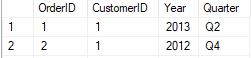 OrderID CustomerID Year Quarter
1 1 1 2013 Q2
2 2 1 2012 Q4